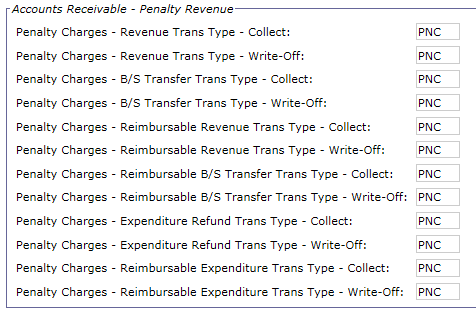 Accounts Receivable - Penalty Revenue
Penalty Charges - Revenue Trans Type - Collect: PNC
Penalty Charges - Revenue Trans Type - Write-Off: PNC
Penalty Charges - B/S Transfer Trans Type - Collect: PNC
Penalty Charges - B/S Transfer Trans Type - Write-Off: PNC
Penalty Charges - Reimbursable Revenue Trans Type - Collect: PNC
Penalty Charges - Reimbursable Revenue Trans Type - Write-Off: PNC
Penalty Charges - Reimbursable B/S Transfer Trans Type - Collect: PNC
Penalty Charges - Reimbursable B/S Transfer Trans Type - Write-Off: PNC
Penalty Charges - Expenditure Refund Trans Type - Collect: PNC
Penalty Charges - Expenditure Refund Trans Type - Write-Off: PNC
Penalty Charges - Reimbursable Expenditure Trans Type - Collect: PNC
Penalty Charges - Reimbursable Expenditure Trans Type - Write-Off: PNC